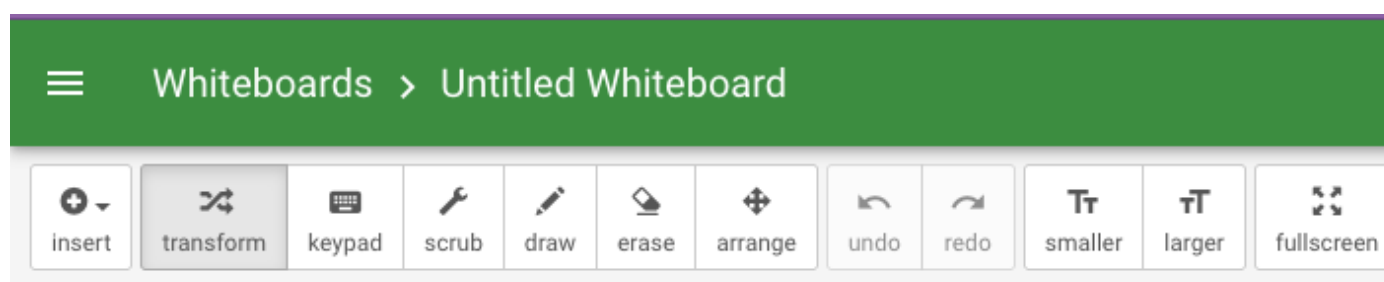 Whiteboards > Untitled Whiteboard
insert transform keypad scrub draw erase arrange undo redo smaller larger fullscreen